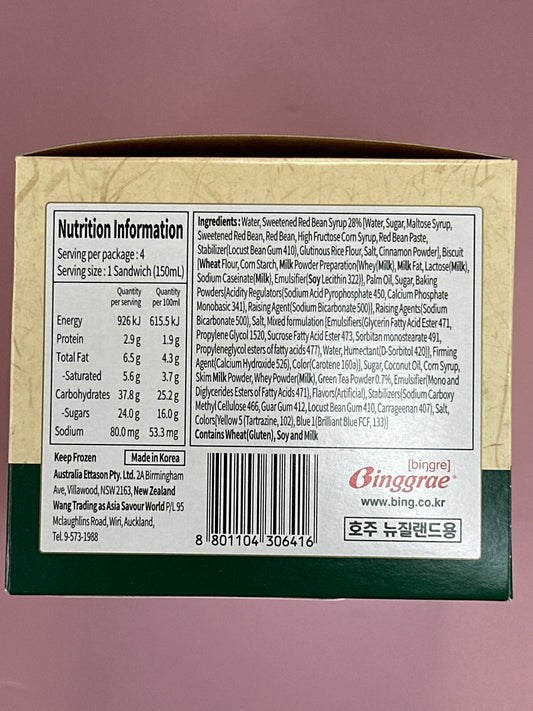 Nutrition Information
Serving per package : 4
Serving size : 1 Sandwich (150mL)
Quantity per serving Quantity per 100ml
Energy 926 kJ 615.5 kJ
Protein 2.9 g 1.9 g
Total Fat 6.5 g 4.3 g
-Saturated 5.6 g 3.7 g
Carbohydrates 37.8 g 25.2 g
-Sugars 24.0 g 16.0 g
Sodium 80.0 mg 53.3 mg
Ingredients : Water, Sweetened Red Bean Syrup 28% [Water, Sugar, Maltose Syrup,
Sweetened Red Bean, Red Bean, High Fructose Corn Syrup, Red Bean Paste,
Stabilizer(Locust Bean Gum 410), Glutinous Rice Flour, Salt, Cinnamon Powder], Biscuit
[Wheat Flour, Corn Starch, Milk Powder Preparation{Whey(Milk), Milk Fat, Lactose(Milk),
Sodium Caseinate(Milk), Emulsifier(Soy Lecithin 322)}, Palm Oil, Sugar, Baking
Powders{Acidity Regulators(Sodium Acid Pyrophosphate 450, Calcium Phosphate
Monobasic 341), Raising Agent(Sodium Bicarbonate 500)}, Raising Agents(Sodium
Bicarbonate 500), Salt, Mixed formulation {Emulsifiers(Glycerin Fatty Acid Ester 471,
Propylene Glycol 1520, Sucrose Fatty Acid Ester 473, Sorbitan monostearate 491,
Propyleneglycol esters of fatty acids 477), Water, Humectant(D-Sorbitol 420)}, Firming
Agent(Calcium Hydroxide 526), Color(Carotene 160a)], Sugar, Coconut Oil, Corn Syrup,
Skim Milk Powder, Whey Powder(Milk), Green Tea Powder 0.7%, Emulsifier(Mono and
Diglycerides Esters of Fatty Acids 471), Flavors(Artificial), Stabilizers(Sodium Carboxy
Methyl Cellulose 466, Guar Gum 412, Locust Bean Gum 410, Carrageenan 407), Salt,
Colors[Yellow 5 (Tartrazine, 102), Blue 1(Brilliant Blue FCF, 133)]
Contains Wheat(Gluten), Soy and Milk
Keep Frozen Made in Korea
Australia Ettason Pty. Ltd. 2A Birmingham
Ave, Villawood, NSW 2163, New Zealand
Wang Trading as Asia Savour World P/L 95
Mclaughlins Road, Wiri, Auckland,
Tel. 9-573-1988
8 801104 306416
[bingre]
Binggrae
www.bing.co.kr
호주 뉴질랜드용